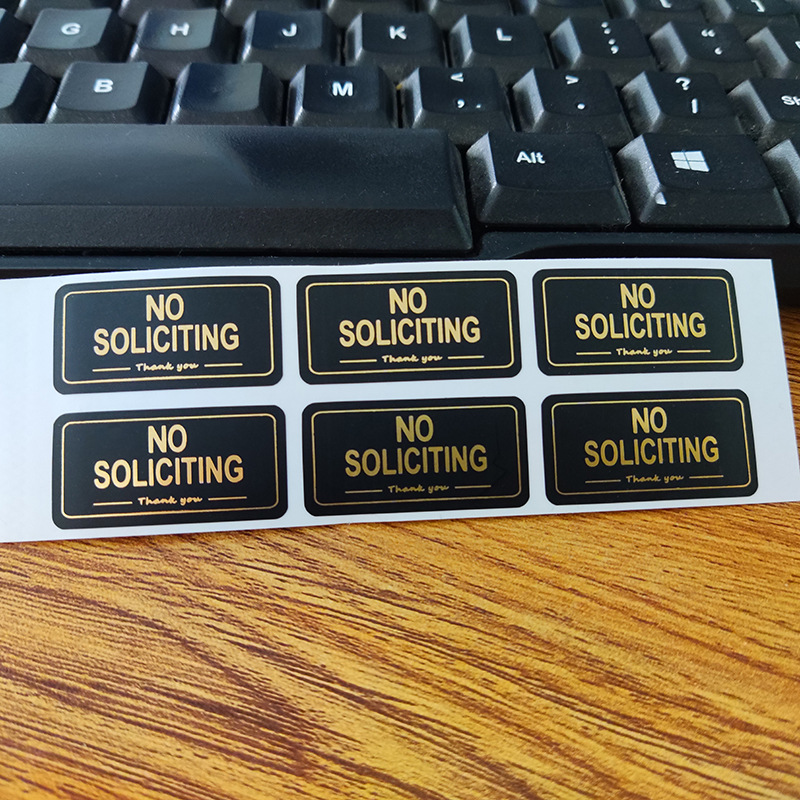 G H J K L : ; " '
B M < , > . ? /
Alt
NO
SOLICITING
Thank you
NO
SOLICITING
Thank you
NO
SOLICITING
Thank you
NO
SOLICITING
Thank you
NO
SOLICITING
Thank you
NO
SOLICITING
Thank you